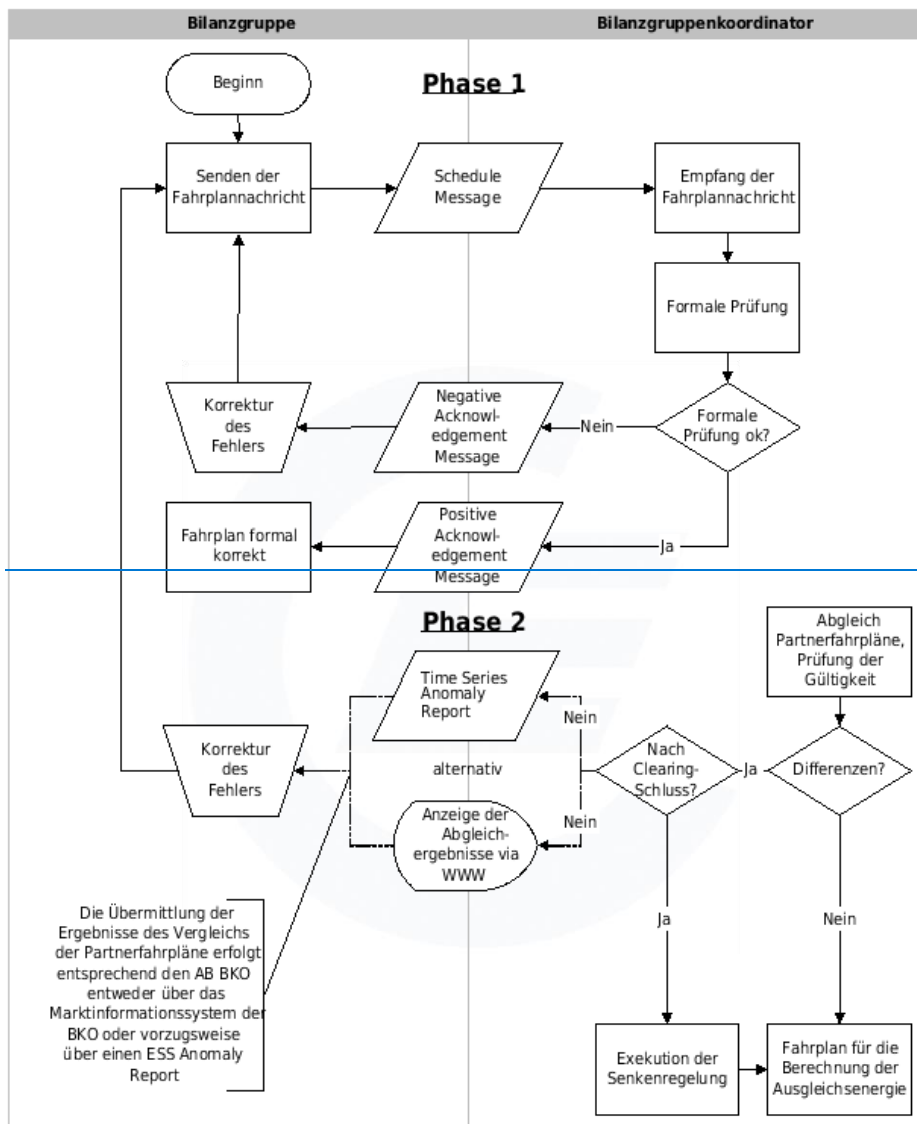 Bilanzgruppe
Bilanzgruppenkoordinator
Phase 1
Beginn
Senden der
Fahrplannachricht
Schedule
Message
Empfang der
Fahrplannachricht
Formale Prüfung
Formale
Prüfung ok?
Nein
Negative
Acknowl-
edgement
Message
Korrektur
des
Fehlers
Ja
Positive
Acknowl-
edgement
Message
Fahrplan formal
korrekt
Phase 2
Abgleich
Partnerfahrpläne,
Prüfung der
Gültigkeit
Differenzen?
Ja
Nach
Clearing-
Schluss?
Nein
Time Series
Anomaly
Report
alternativ
Nein
Anzeige der
Abgleich-
ergebnisse via
WWW
Korrektur
des
Fehlers
Die Übermittlung der
Ergebnisse des Vergleichs
der Partnerfahrpläne erfolgt
entsprechend den AB BKO
entweder über das
Marktinformationssystem der
BKO oder vorzugsweise
über einen ESS Anomaly
Report
Ja
Nein
Exekution der
Senkenregelung
Fahrplan für die
Berechnung der
Ausgleichsenergie